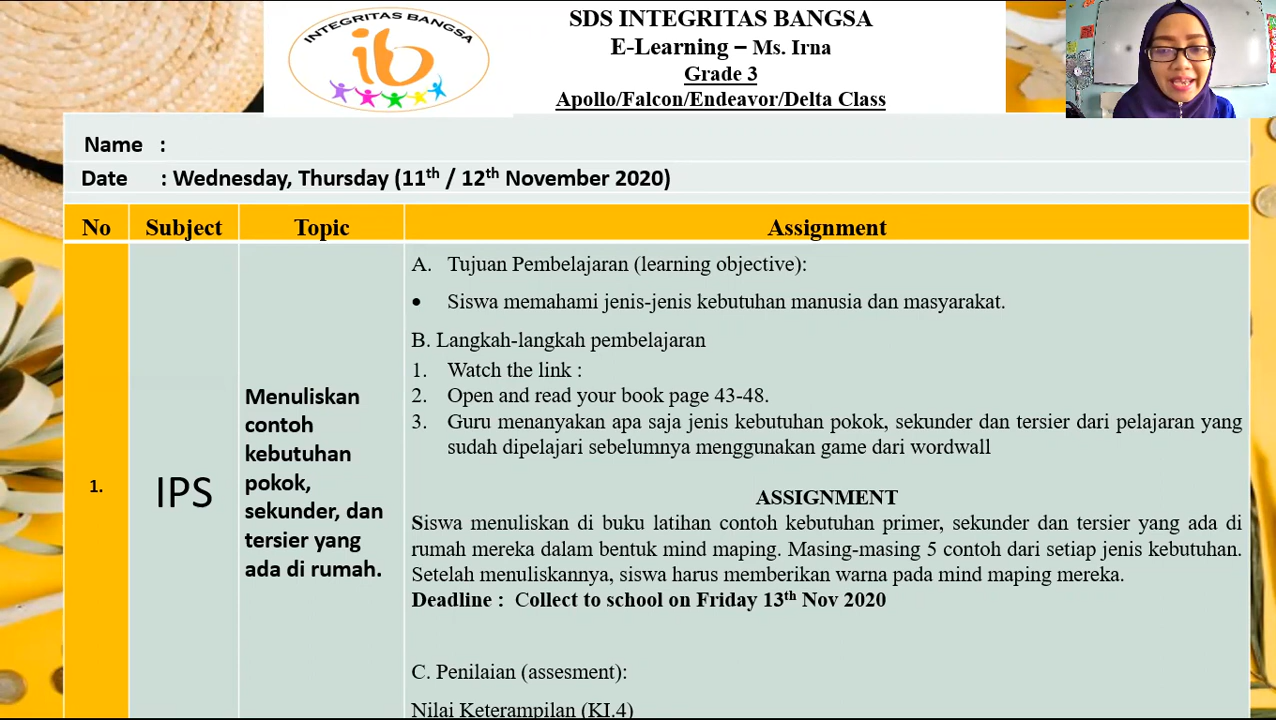 INTEGRITAS BANGSA
ib
SDS INTEGRITAS BANGSA
E-Learning – Ms. Irna
Grade 3
Apollo/Falcon/Endeavor/Delta Class
Name :
Date : Wednesday, Thursday (11th / 12th November 2020)
No Subject Topic Assignment
1.
IPS
Menuliskan
contoh
kebutuhan
pokok,
sekunder, dan
tersier yang
ada di rumah.
A. Tujuan Pembelajaran (learning objective):
• Siswa memahami jenis-jenis kebutuhan manusia dan masyarakat.
B. Langkah-langkah pembelajaran
1. Watch the link :
2. Open and read your book page 43-48.
3. Guru menanyakan apa saja jenis kebutuhan pokok, sekunder dan tersier dari pelajaran yang
sudah dipelajari sebelumnya menggunakan game dari wordwall
ASSIGNMENT
Siswa menuliskan di buku latihan contoh kebutuhan primer, sekunder dan tersier yang ada di
rumah mereka dalam bentuk mind maping. Masing-masing 5 contoh dari setiap jenis kebutuhan.
Setelah menuliskannya, siswa harus memberikan warna pada mind maping mereka.
Deadline : Collect to school on Friday 13th Nov 2020
C. Penilaian (assesment):
Nilai Keterampilan (KI.4)